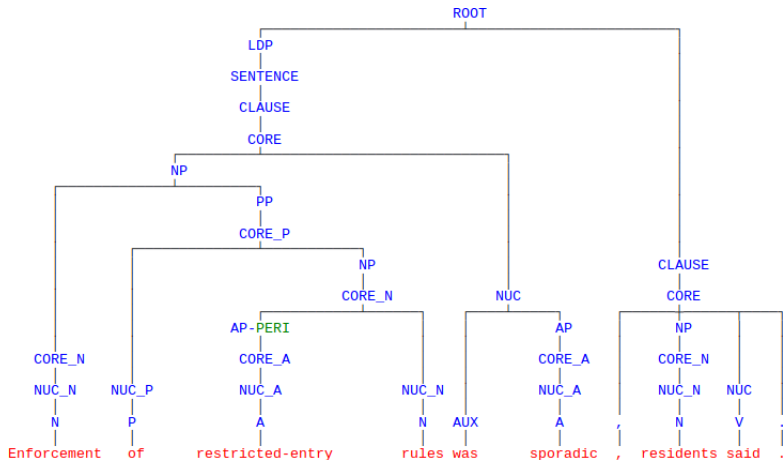 ROOT
LDP
SENTENCE
CLAUSE
CORE
NP
PP
CORE_P
NP CLAUSE
CORE_N NUC CORE
AP-PERI AP NP
CORE_N CORE_A CORE_A CORE_N
NUC_N NUC_P NUC_A NUC_N NUC_A NUC_N NUC
N P A N AUX A , N V .
Enforcement of restricted-entry rules was sporadic , residents said .